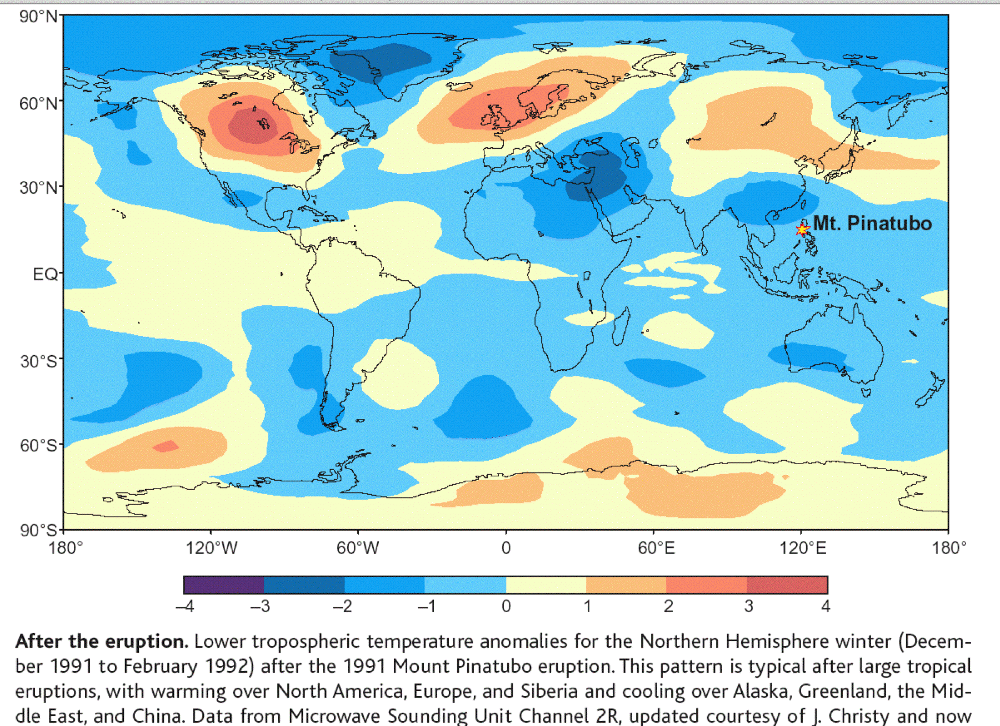 90°N
60°N
30°N
Mt. Pinatubo
EQ
30°S
60°S
90°S
180° 120°W 60°W 0 60°E 120°E 180°
–4 –3 –2 –1 0 1 2 3 4
After the eruption. Lower tropospheric temperature anomalies for the Northern Hemisphere winter (Decem-
ber 1991 to February 1992) after the 1991 Mount Pinatubo eruption. This pattern is typical after large tropical
eruptions, with warming over North America, Europe, and Siberia and cooling over Alaska, Greenland, the Mid-
dle East, and China. Data from Microwave Sounding Unit Channel 2R, updated courtesy of J. Christy and now